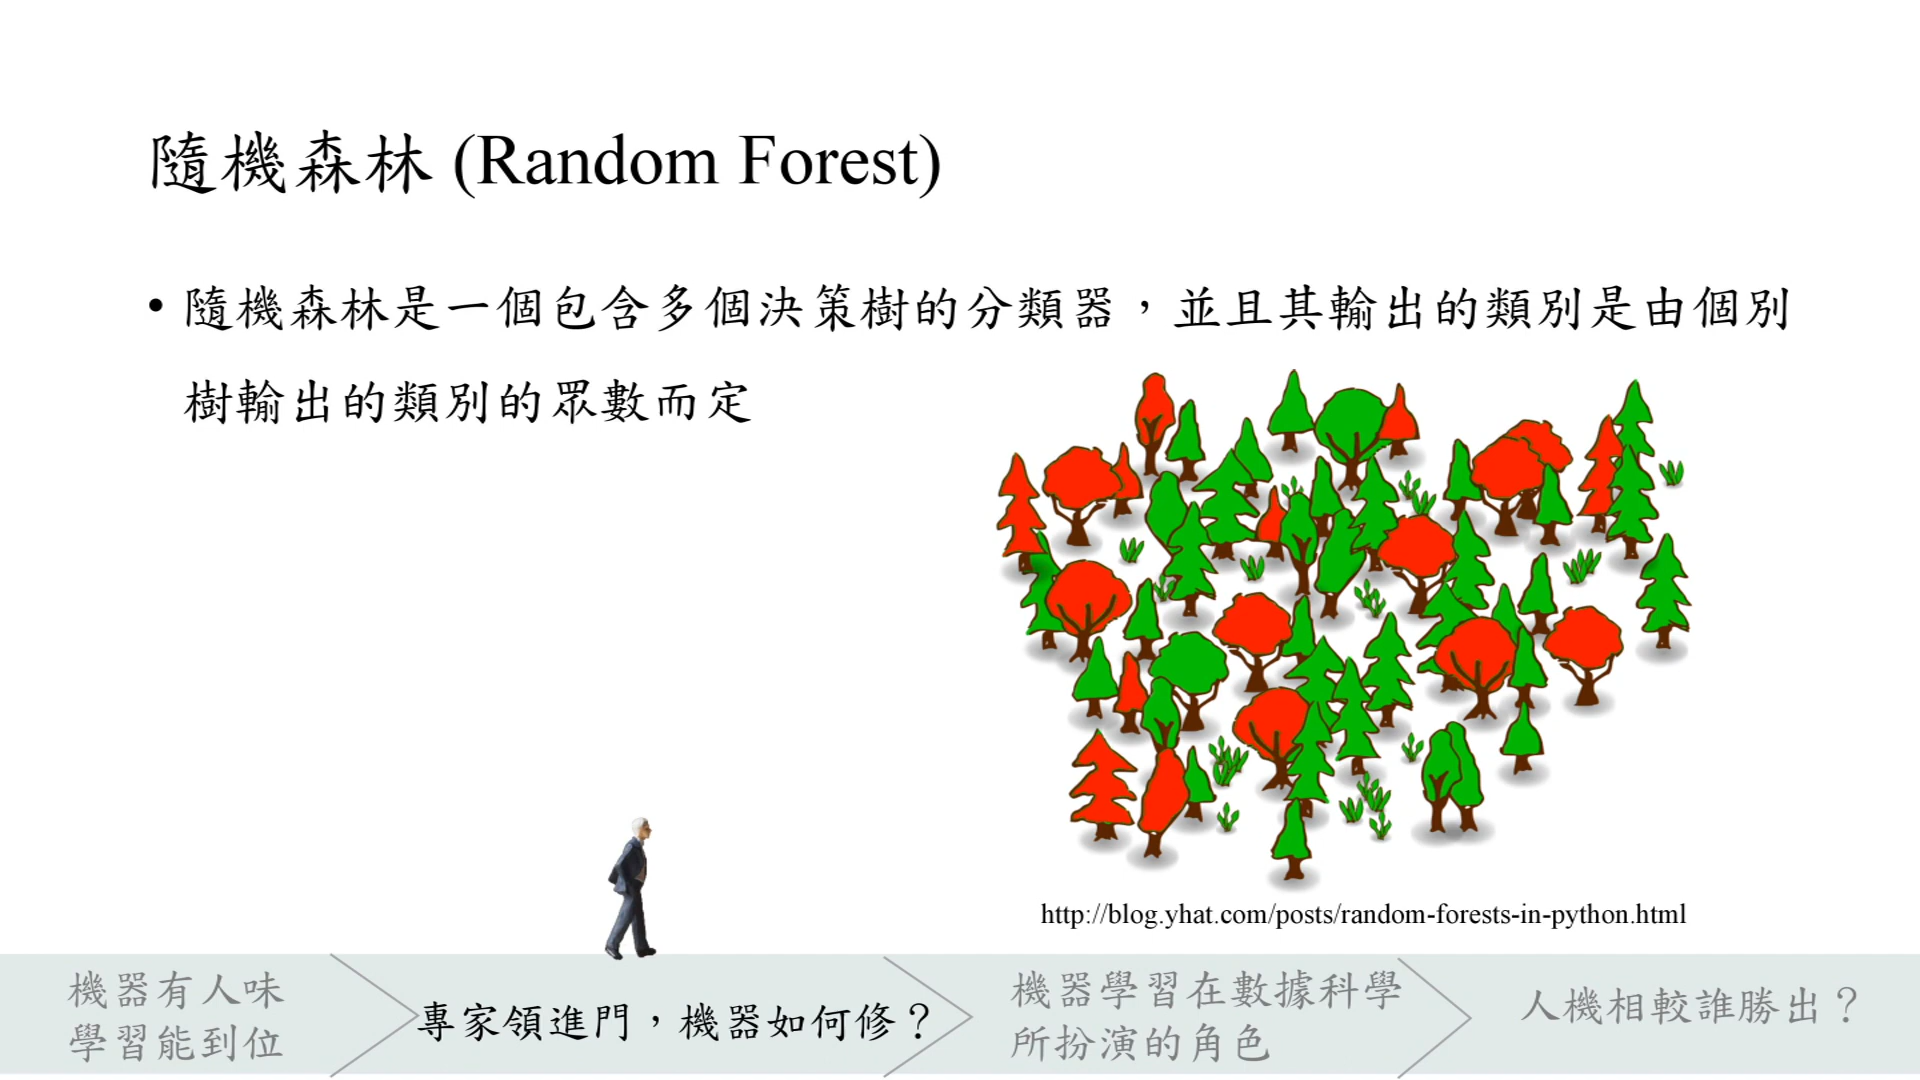 隨機森林 (Random Forest)
• 隨機森林是一個包含多個決策樹的分類器，並且其輸出的類別是由個別
樹輸出的類別的眾數而定
http://blog.yhat.com/posts/random-forests-in-python.html
機器有人味
學習能到位
專家領進門，機器如何修？
機器學習在數據科學
所扮演的角色
人機相較誰勝出？